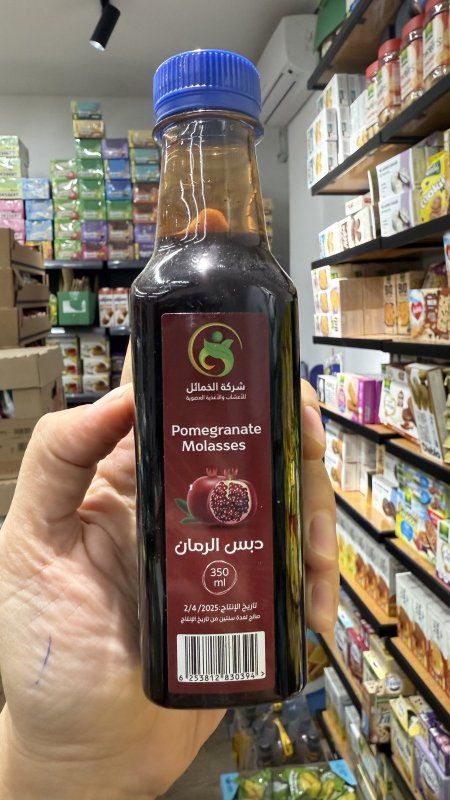 شركة الخمائل
للأعشاب والأغذية العضوية
Pomegranate
Molasses
دبس الرمان
350
ml
تاريخ الإنتاج: 2/4/2025
صالح لمدة سنتين من تاريخ الإنتاج
6 253812 830394 >